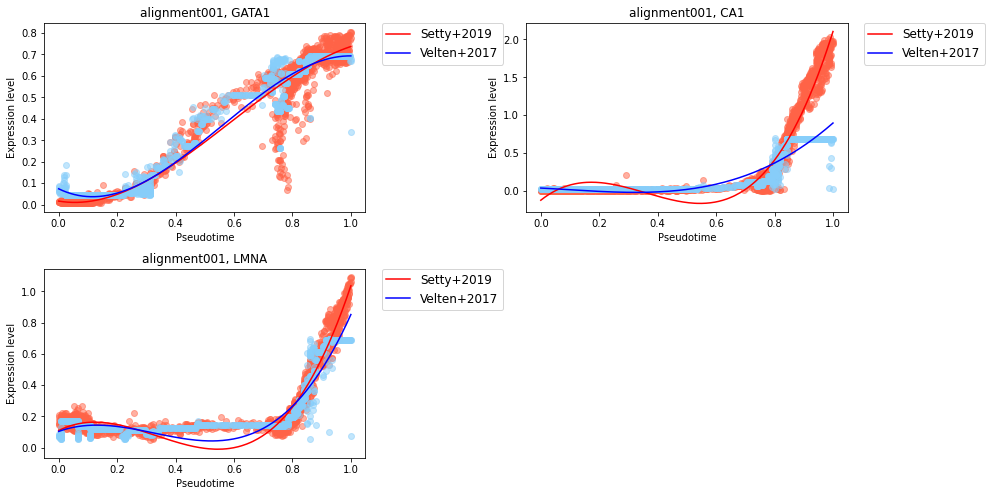 alignment001, GATA1
Expression level
0.8
0.7
0.6
0.5
0.4
0.3
0.2
0.1
0.0
0.0 0.2 0.4 0.6 0.8 1.0
Pseudotime
Setty+2019
Velten+2017
alignment001, CA1
Expression level
2.0
1.5
1.0
0.5
0.0
0.0 0.2 0.4 0.6 0.8 1.0
Pseudotime
Setty+2019
Velten+2017
alignment001, LMNA
Expression level
1.0
0.8
0.6
0.4
0.2
0.0
0.0 0.2 0.4 0.6 0.8 1.0
Pseudotime
Setty+2019
Velten+2017